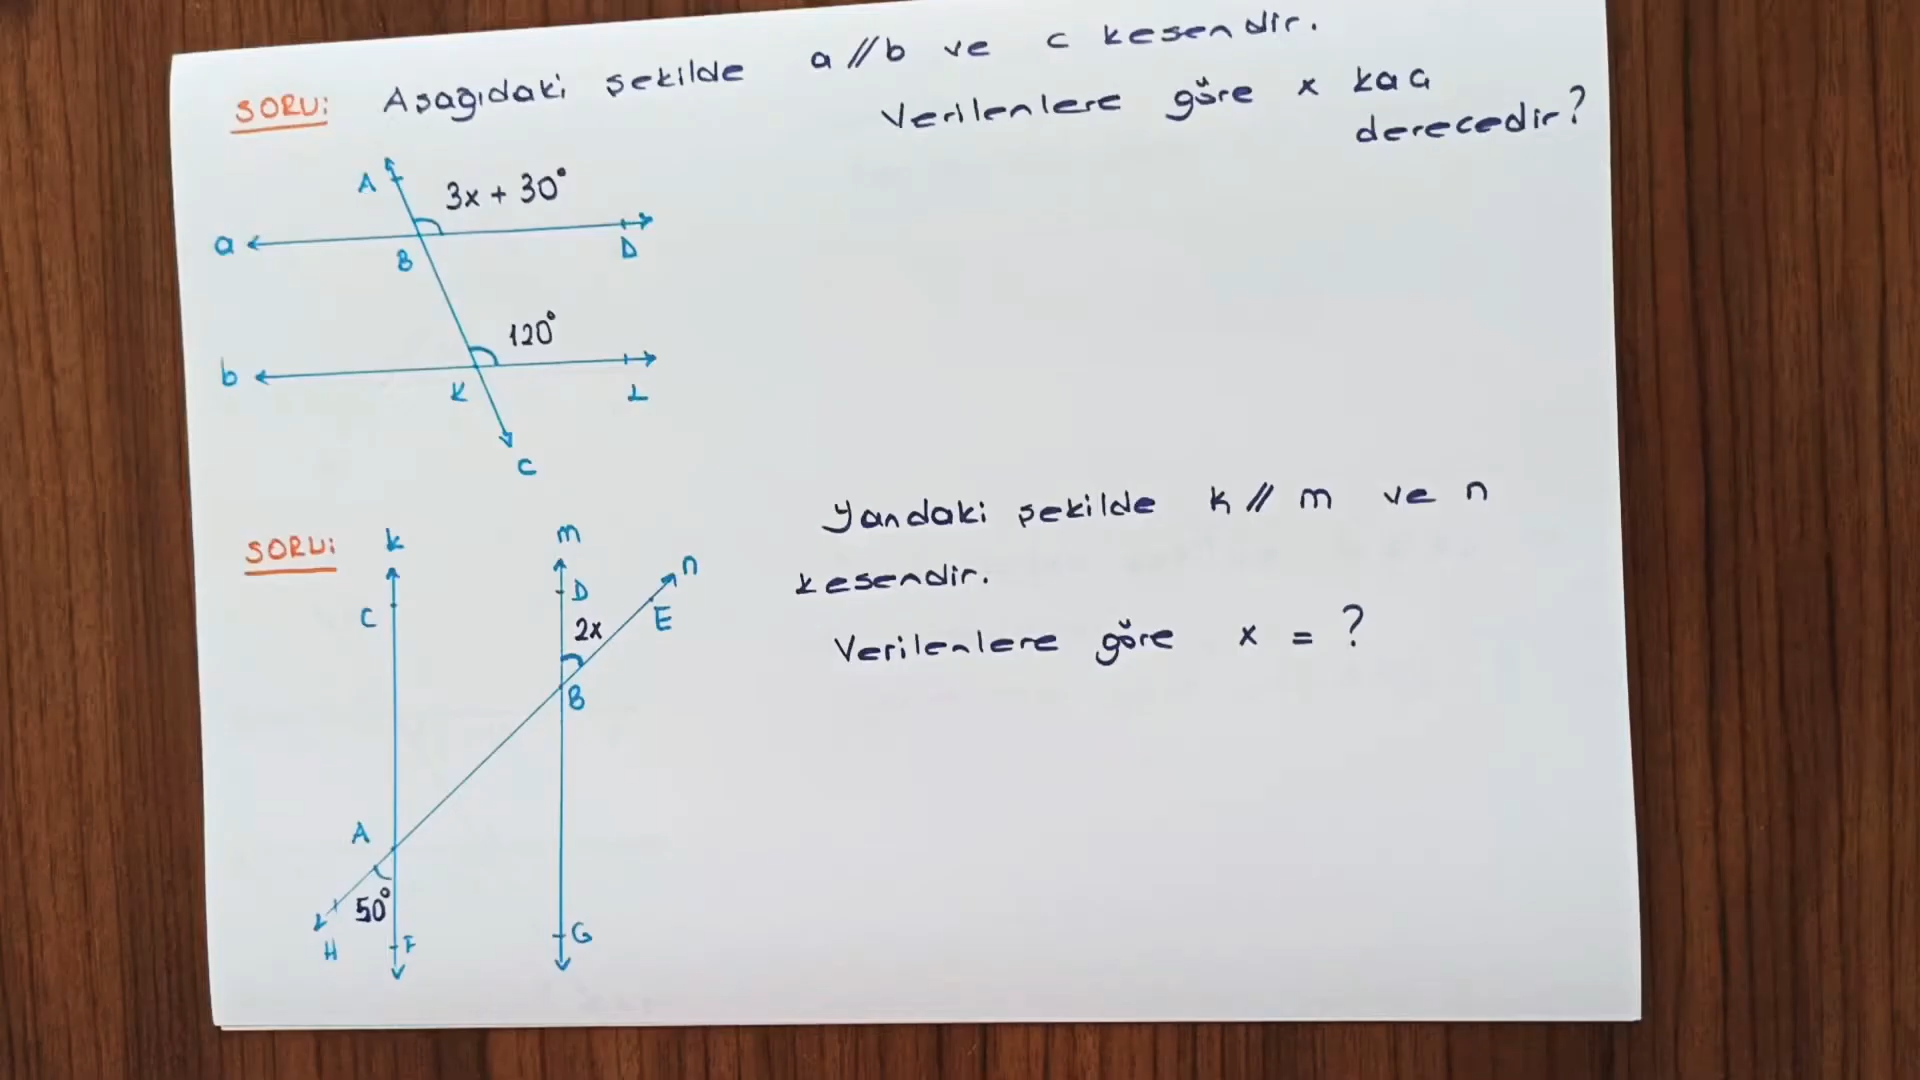 SORU: Aşağıdaki şekilde a // b ve c kesendir.
Verilenlere göre x kaç
derecedir?
A
3x + 30°
a
B
D
120°
b
K
L
C
SORU:
k
m
n
C
D
E
2x
B
A
50°
H
F
G
Yandaki şekilde k // m ve n
kesendir.
Verilenlere göre x = ?